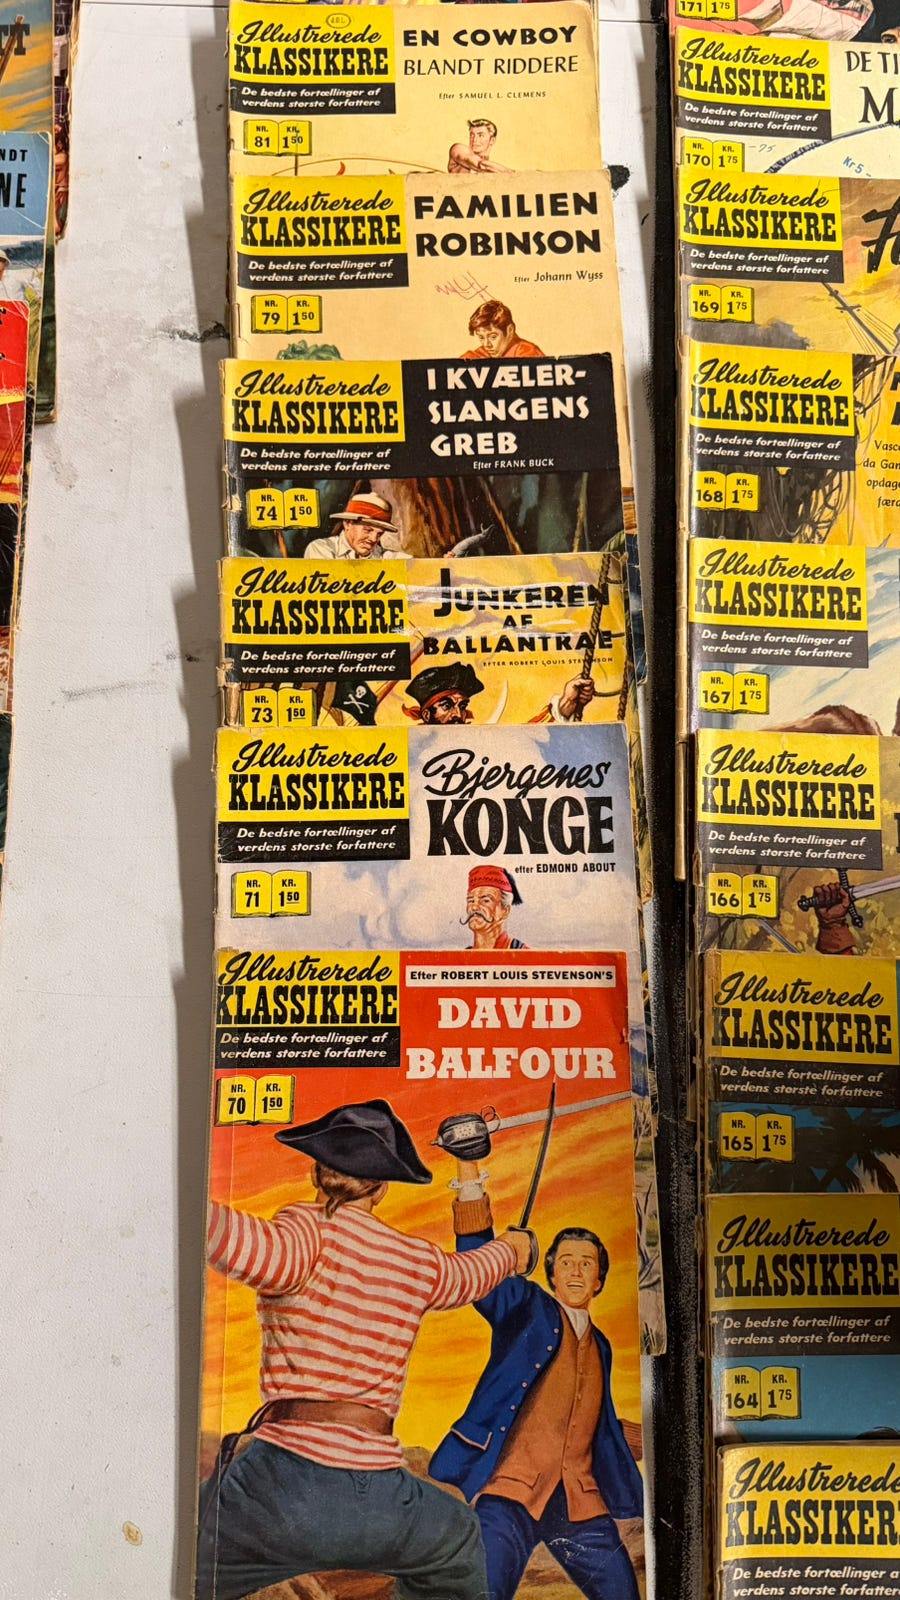 Illustrerede
KLASSIKERE
De bedste fortællinger af
verdens største forfattere
NR. KR.
81 1 50
EN COWBOY
BLANDT RIDDERE
Efter SAMUEL L. CLEMENS
Illustrerede
KLASSIKERE
De bedste fortællinger af
verdens største forfattere
NR. KR.
79 1 50
FAMILIEN
ROBINSON
Efter Johann Wyss
Illustrerede
KLASSIKERE
De bedste fortællinger af
verdens største forfattere
NR. KR.
74 1 50
I KVÆLER-
SLANGENS
GREB
Efter FRANK BUCK
Illustrerede
KLASSIKERE
De bedste fortællinger af
verdens største forfattere
NR. KR.
73 1 50
JUNKEREN
AF
BALLANTRAE
EFTER ROBERT LOUIS STEVENSON
Illustrerede
KLASSIKERE
De bedste fortællinger af
verdens største forfattere
NR. KR.
71 1 50
Bjergenes
KONGE
efter EDMOND ABOUT
Illustrerede
KLASSIKERE
De bedste fortællinger af
verdens største forfattere
NR. KR.
70 1 50
Efter ROBERT LOUIS STEVENSON'S
DAVID
BALFOUR
171 1 75
Illustrerede
KLASSIKERE
De bedste fortællinger af
verdens største forfattere
NR. KR.
170 1 75
DE TI
M
Kr 5 -
Illustrerede
KLASSIKERE
De bedste fortællinger af
verdens største forfattere
NR. KR.
169 1 75
Illustrerede
KLASSIKERE
De bedste fortællinger af
verdens største forfattere
NR. KR.
168 1 75
Vasco
da Gam
opdage
færd
Illustrerede
KLASSIKERE
De bedste fortællinger af
verdens største forfattere
NR. KR.
167 1 75
Illustrerede
KLASSIKERE
De bedste fortællinger af
verdens største forfattere
NR. KR.
166 1 75
Illustrerede
KLASSIKERE
De bedste fortællinger af
verdens største forfattere
NR. KR.
165 1 75
Illustrerede
KLASSIKERE
De bedste fortællinger af
verdens største forfattere
NR. KR.
164 1 75
Illustrerede
KLASSIKER
De bedste fortællinger af
verdens største forfattere